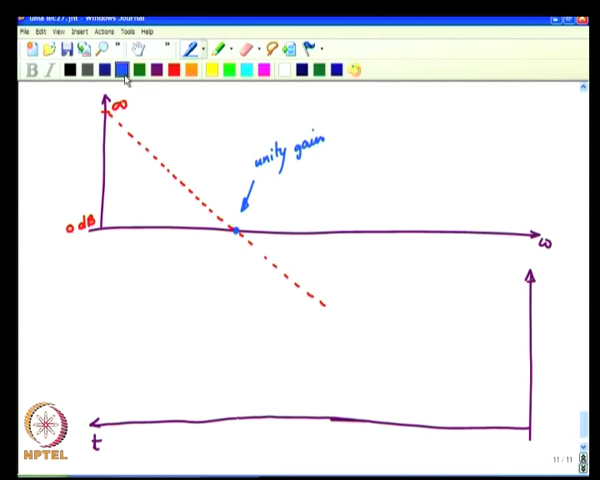 uma lec27.jnt - Windows Journal
File Edit View Insert Actions Tools Help
B I
∞
unity gain
0 dB
ω
t
NPTEL
11 / 11